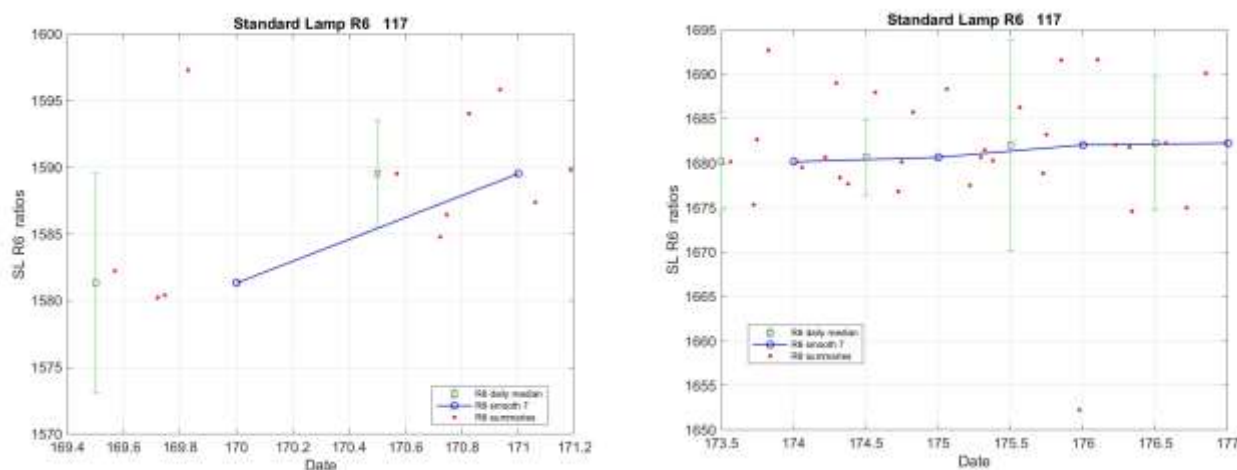 Standard Lamp R6 117
1600
1595
1590
1585
1580
1575
1570
SL R6 ratios
169.4 169.6 169.8 170 170.2 170.4 170.6 170.8 171 171.2
Date
R6 daily median
R6 smooth 7
R6 summaries
Standard Lamp R6 117
1695
1690
1685
1680
1675
1670
1665
1660
1655
1650
SL R6 ratios
173.5 174 174.5 175 175.5 176 176.5 177
Date
R6 daily median
R6 smooth 7
R6 summaries